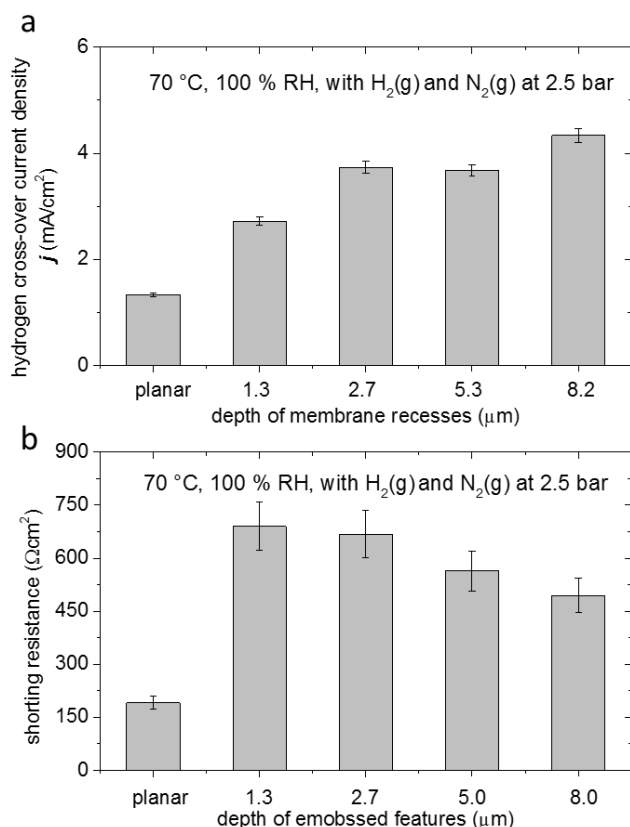 a
hydrogen cross-over current density
j (mA/cm²)
6
4
2
0
70 °C, 100 % RH, with H₂(g) and N₂(g) at 2.5 bar
planar 1.3 2.7 5.3 8.2
depth of membrane recesses (μm)
b
shorting resistance (Ωcm²)
900
750
600
450
300
150
0
70 °C, 100 % RH, with H₂(g) and N₂(g) at 2.5 bar
planar 1.3 2.7 5.0 8.0
depth of emobssed features (μm)